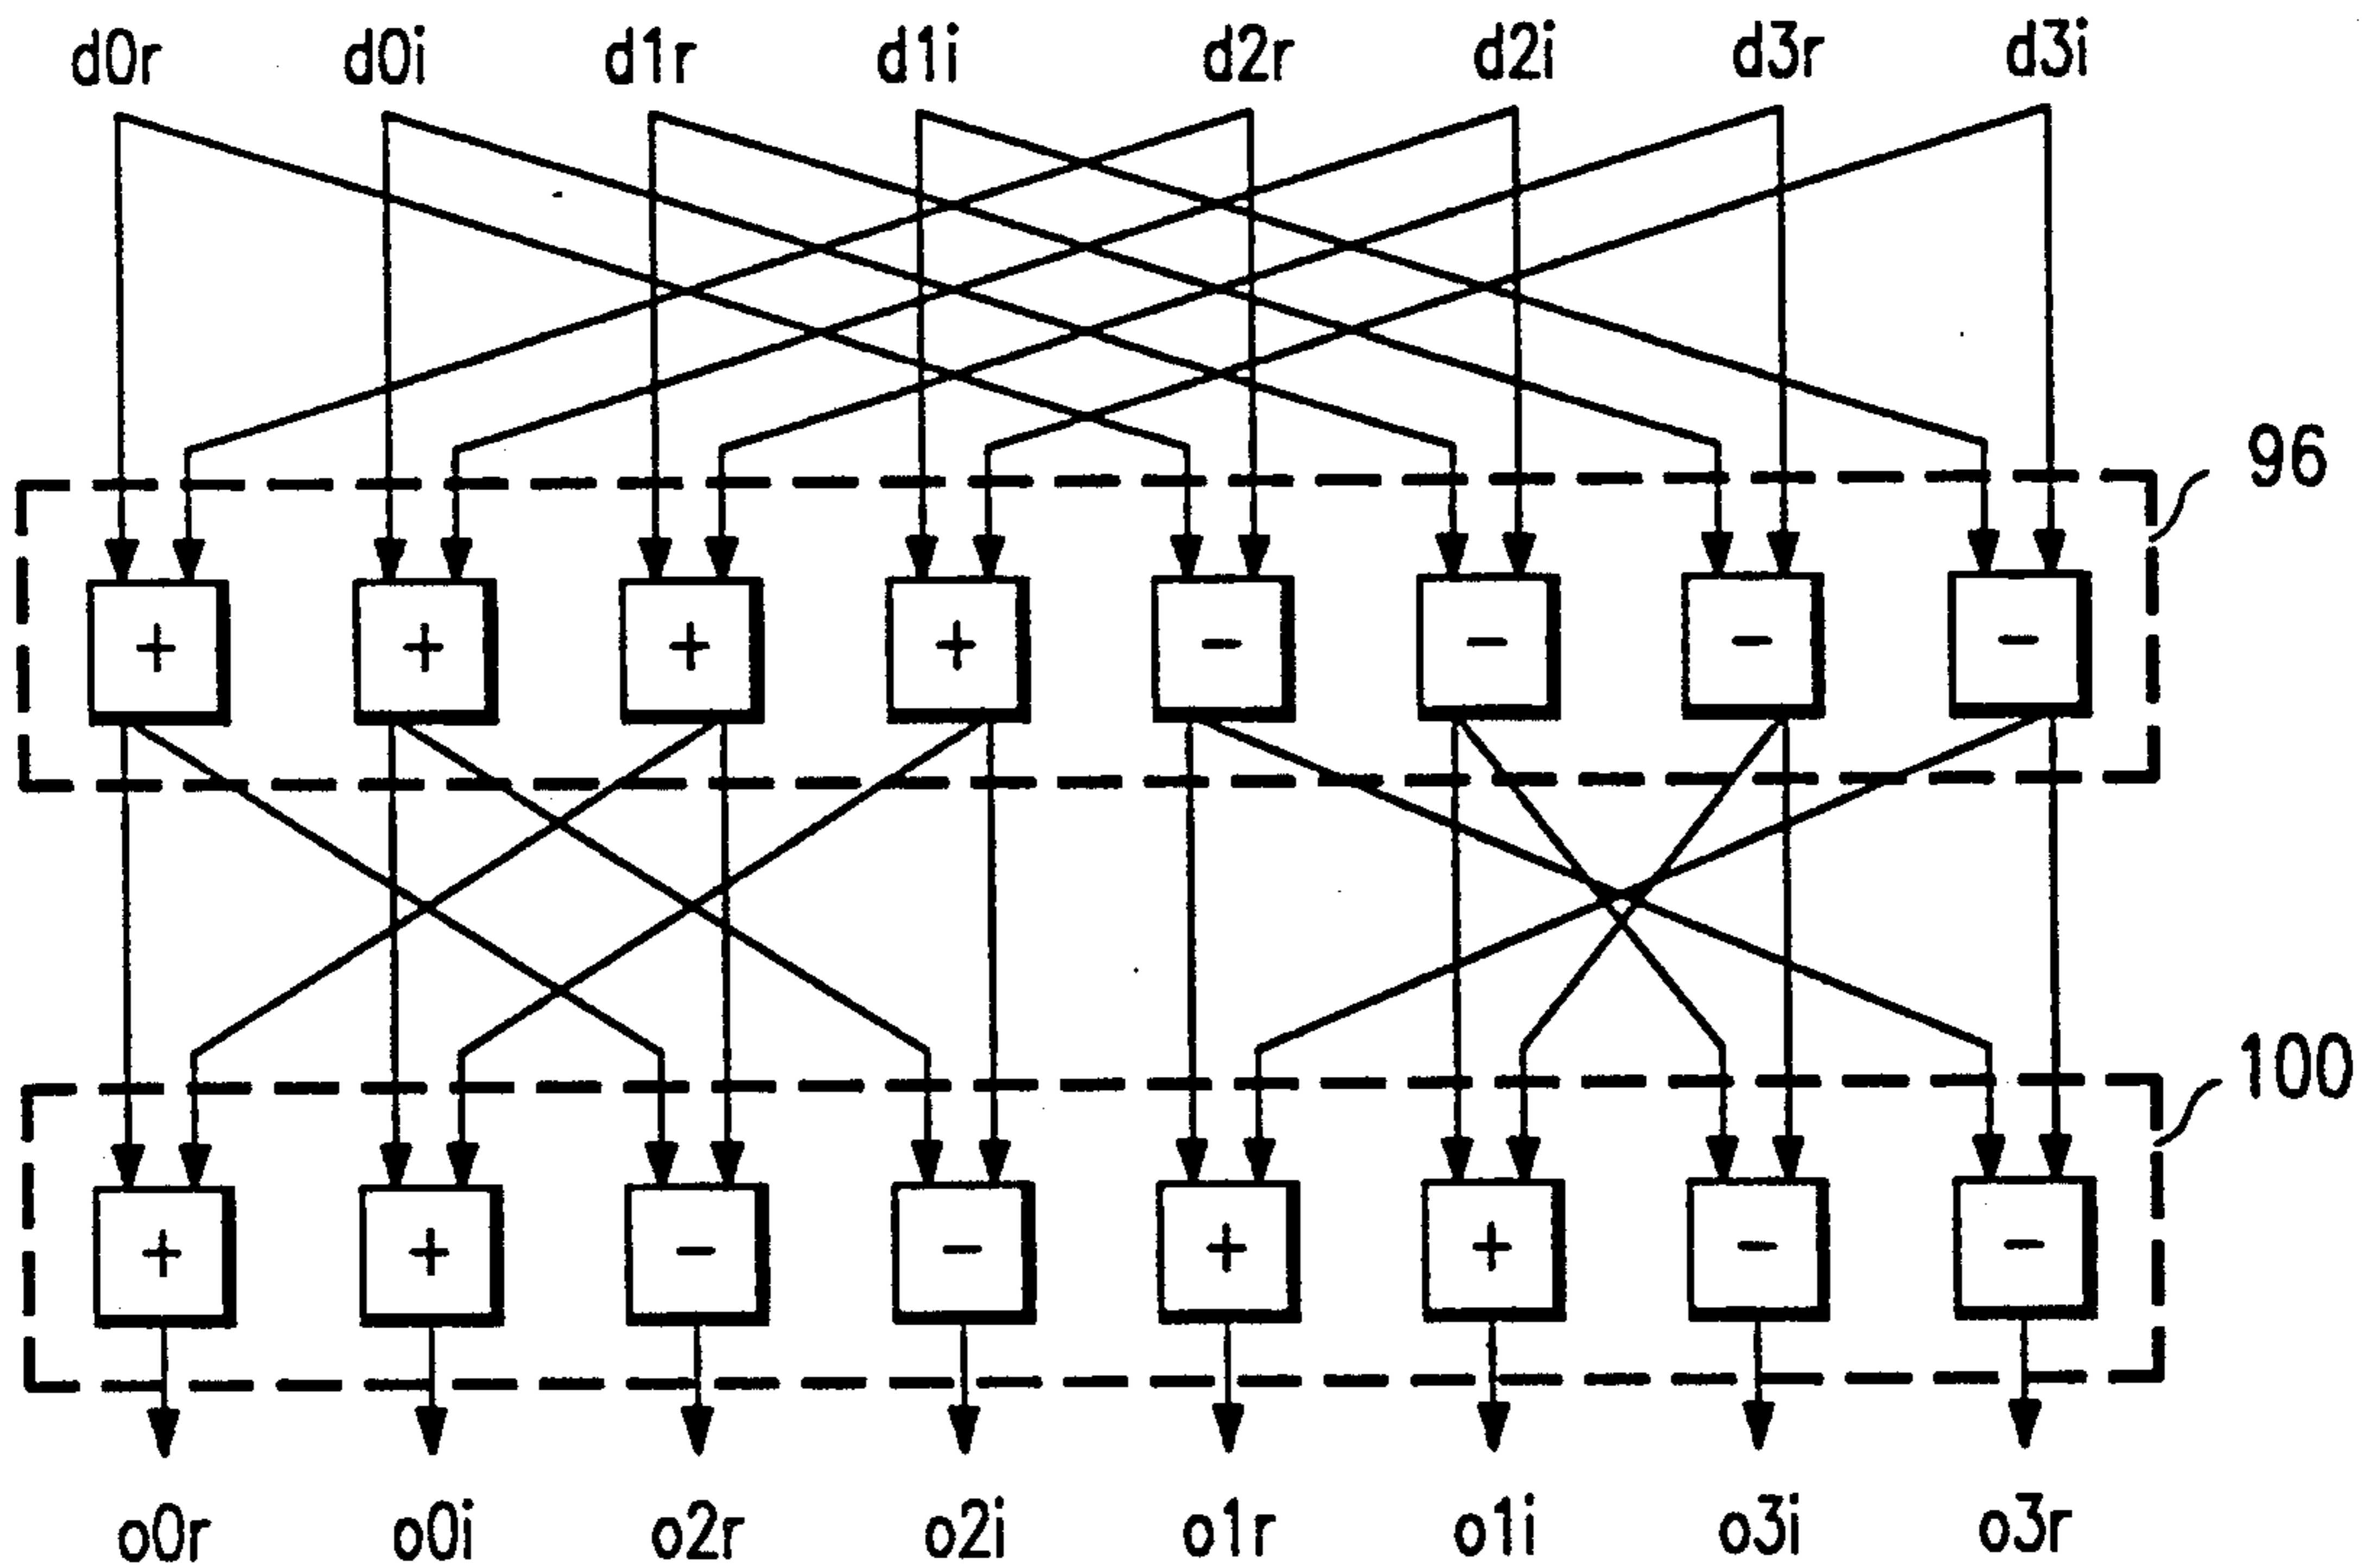 d0r d0i d1r d1i d2r d2i d3r d3i
96
+ + + + − − − −
100
+ + − − + + − −
o0r o0i o2r o2i o1r o1i o3i o3r